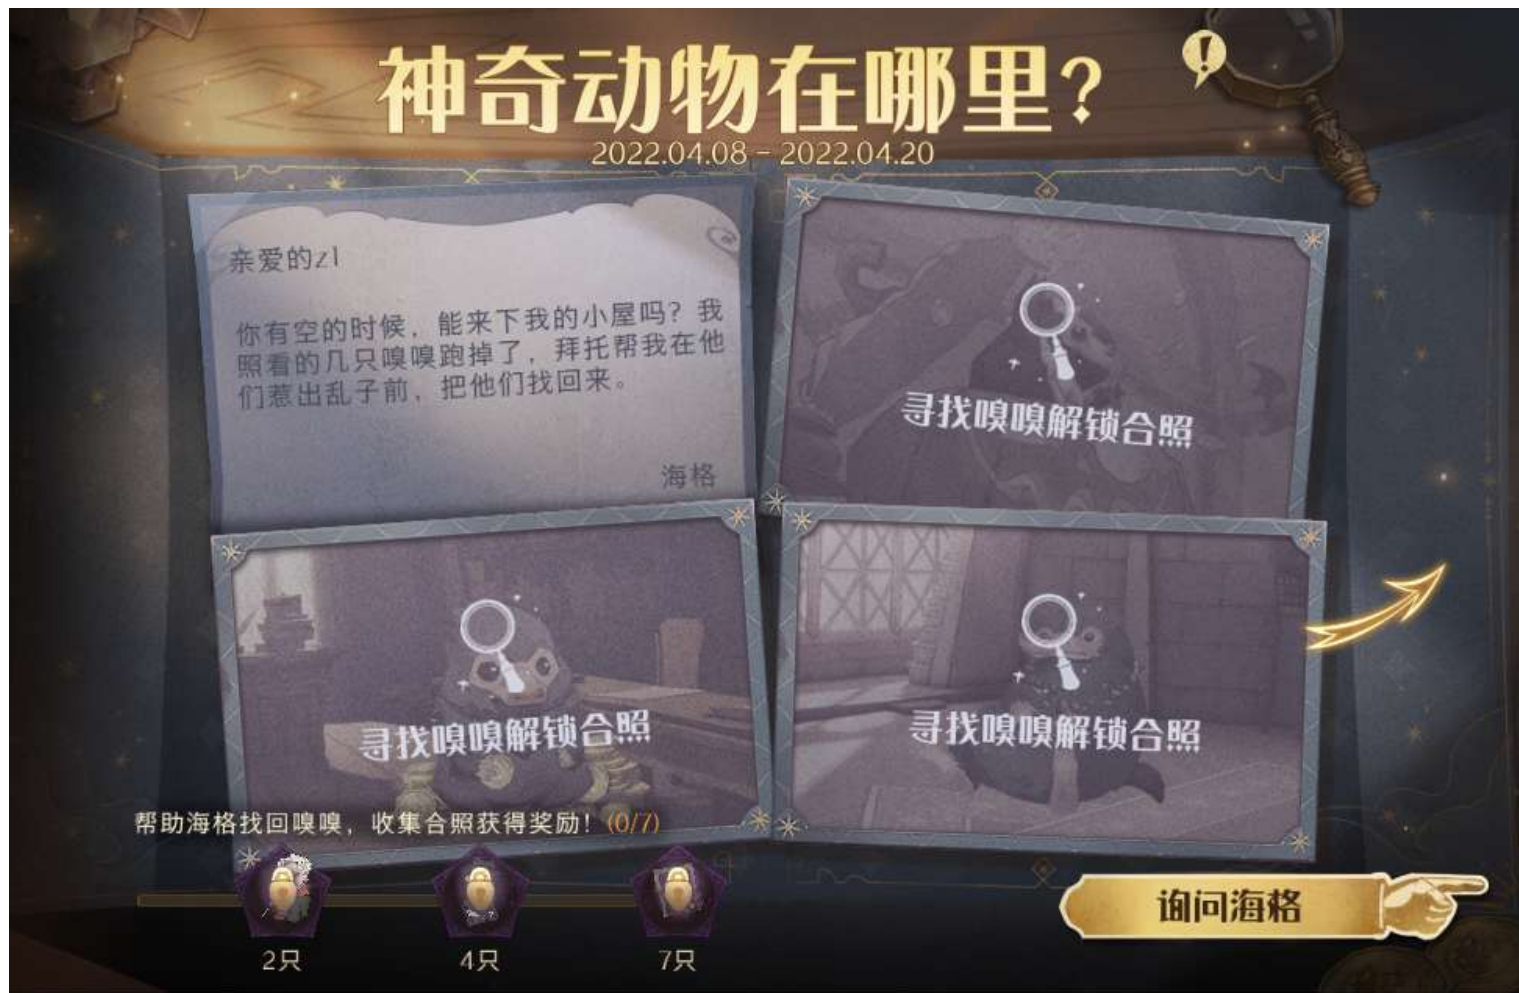 神奇动物在哪里?
2022.04.08 - 2022.04.20
亲爱的zl
你有空的时候，能来下我的小屋吗？我
照看的几只嗅嗅跑掉了，拜托帮我在他
们惹出乱子前，把他们找回来。
海格
寻找嗅嗅解锁合照
寻找嗅嗅解锁合照
寻找嗅嗅解锁合照
帮助海格找回嗅嗅，收集合照获得奖励！(0/7)
2只
4只
7只
询问海格